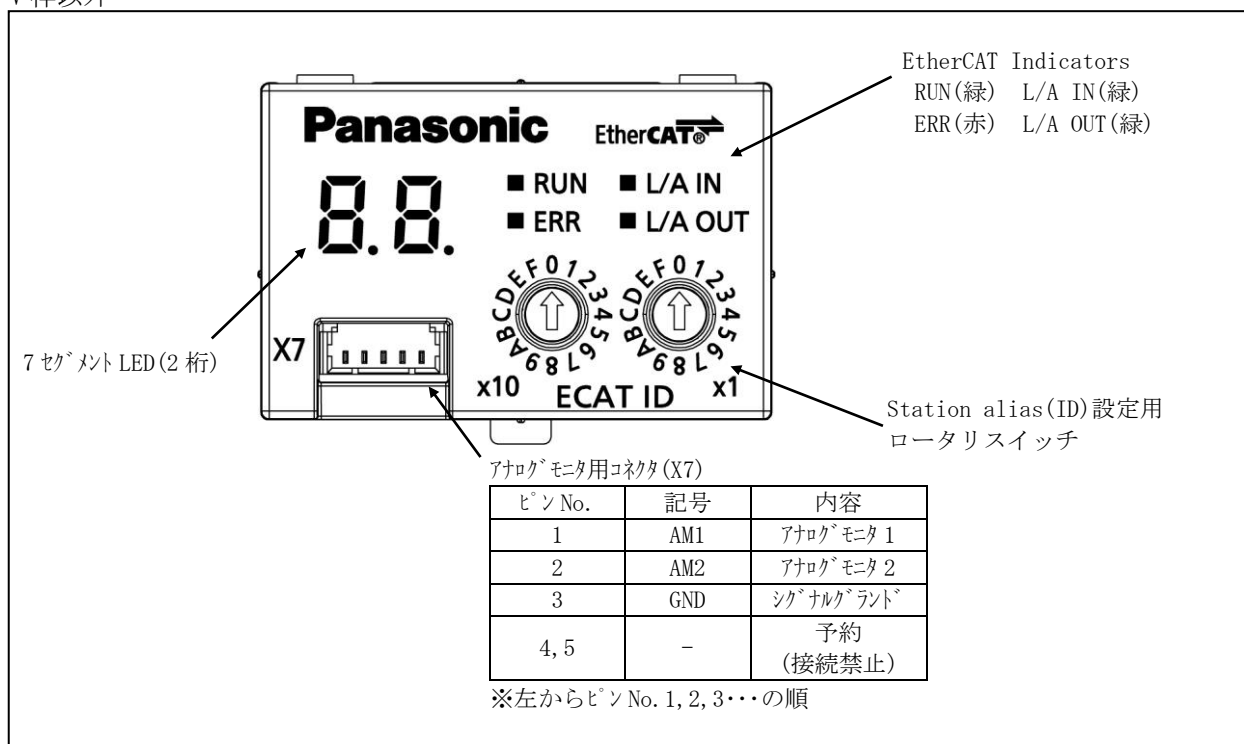 EtherCAT Indicators
RUN(緑) L/A IN(緑)
ERR(赤) L/A OUT(緑)
Panasonic
EtherCAT®
8.8.
■ RUN ■ L/A IN
■ ERR ■ L/A OUT
0 1 2 3 4 5 6 7 8 9 A B C D E F
0 1 2 3 4 5 6 7 8 9 A B C D E F
X7
x10
ECAT ID
x1
7ｾｸﾞﾒﾝﾄLED(2桁)
Station alias(ID)設定用
ロータリスイッチ
ｱﾅﾛｸﾞﾓﾆﾀ用ｺﾈｸﾀ(X7)
ﾋﾟﾝNo. 記号 内容
1 AM1 ｱﾅﾛｸﾞﾓﾆﾀ1
2 AM2 ｱﾅﾛｸﾞﾓﾆﾀ2
3 GND ｼｸﾞﾅﾙｸﾞﾗﾝﾄﾞ
4,5 - 予約
(接続禁止)
※左からﾋﾟﾝNo.1,2,3･･･の順